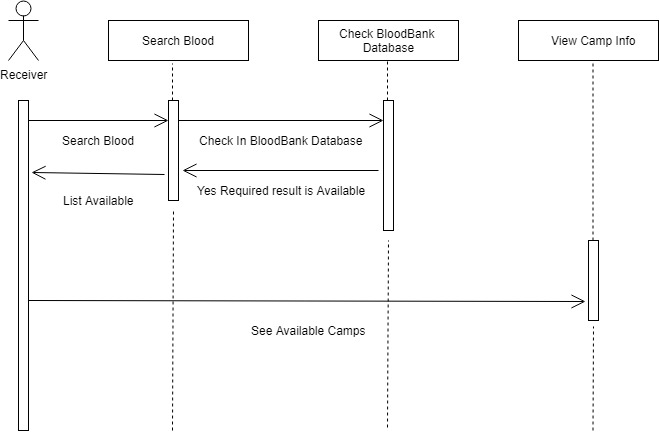 Receiver
Search Blood
Check BloodBank
Database
View Camp Info
Search Blood
Check In BloodBank Database
List Available
Yes Required result is Available
See Available Camps